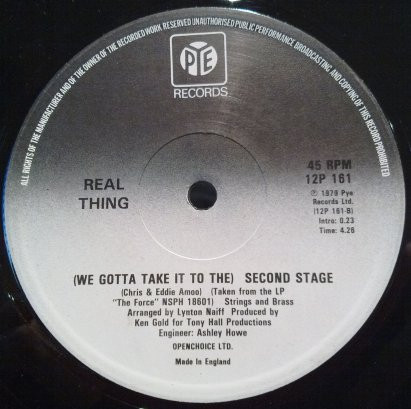 ALL RIGHTS OF THE MANUFACTURER AND OF THE OWNER OF THE RECORDED WORK RESERVED UNAUTHORISED PUBLIC PERFORMANCE BROADCASTING AND COPYING OF THIS RECORD PROHIBITED
PYE
RECORDS
REAL
THING
45 RPM
12P 161
℗ 1979 Pye
Records Ltd.
(12P 161-B)
Intro: 0.23
Time: 4.26
(WE GOTTA TAKE IT TO THE) SECOND STAGE
(Chris & Eddie Amoo) (Taken from the LP
"The Force" NSPH 18601) Strings and Brass
Arranged by Lynton Naiff Produced by
Ken Gold for Tony Hall Productions
Engineer: Ashley Howe
OPENCHOICE LTD.
Made in England